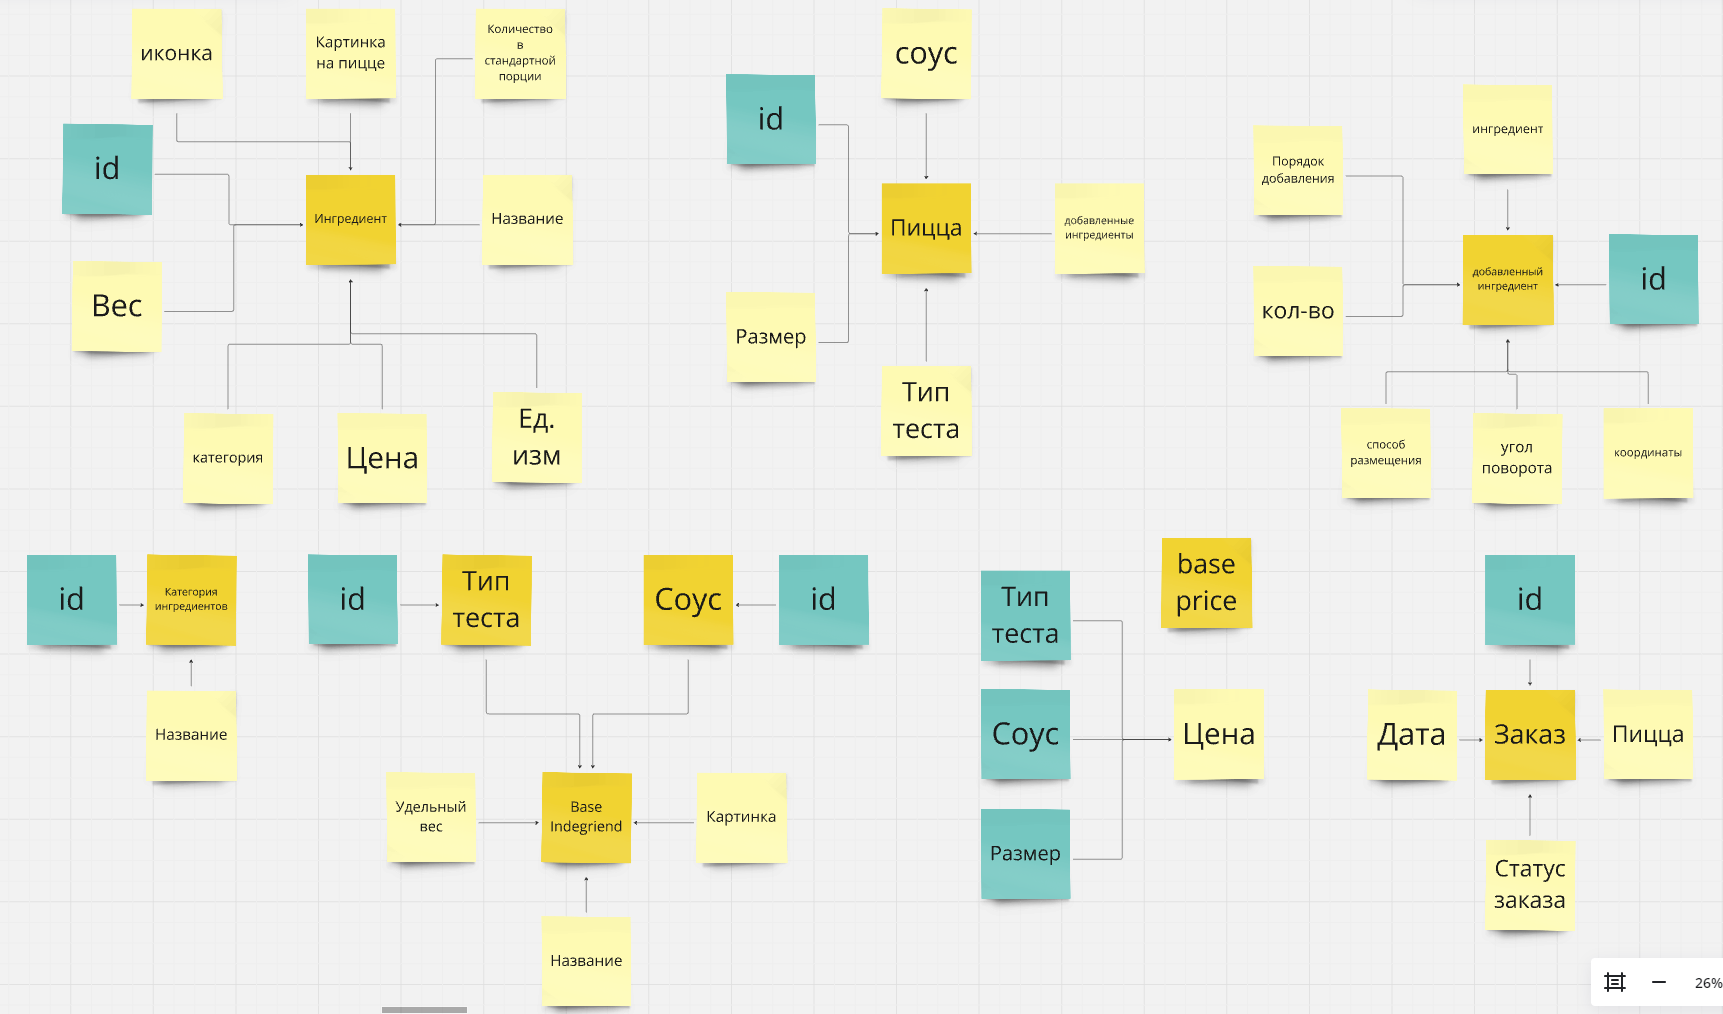 иконка
Картинка
на пицце
Количество
в
стандартной
порции
id
Ингредиент
Название
Вес
категория
Цена
Ед.
изм
соус
id
Пицца
добавленные
ингредиенты
Размер
Тип
теста
ингредиент
Порядок
добавления
добавленный
ингредиент
id
кол-во
способ
размещения
угол
поворота
координаты
id
Категория
ингредиентов
Название
id
Тип
теста
Соус
id
Удельный
вес
Base
Indegriend
Картинка
Название
base
price
Тип
теста
Соус
Цена
Размер
id
Дата
Заказ
Пицца
Статус
заказа
26%